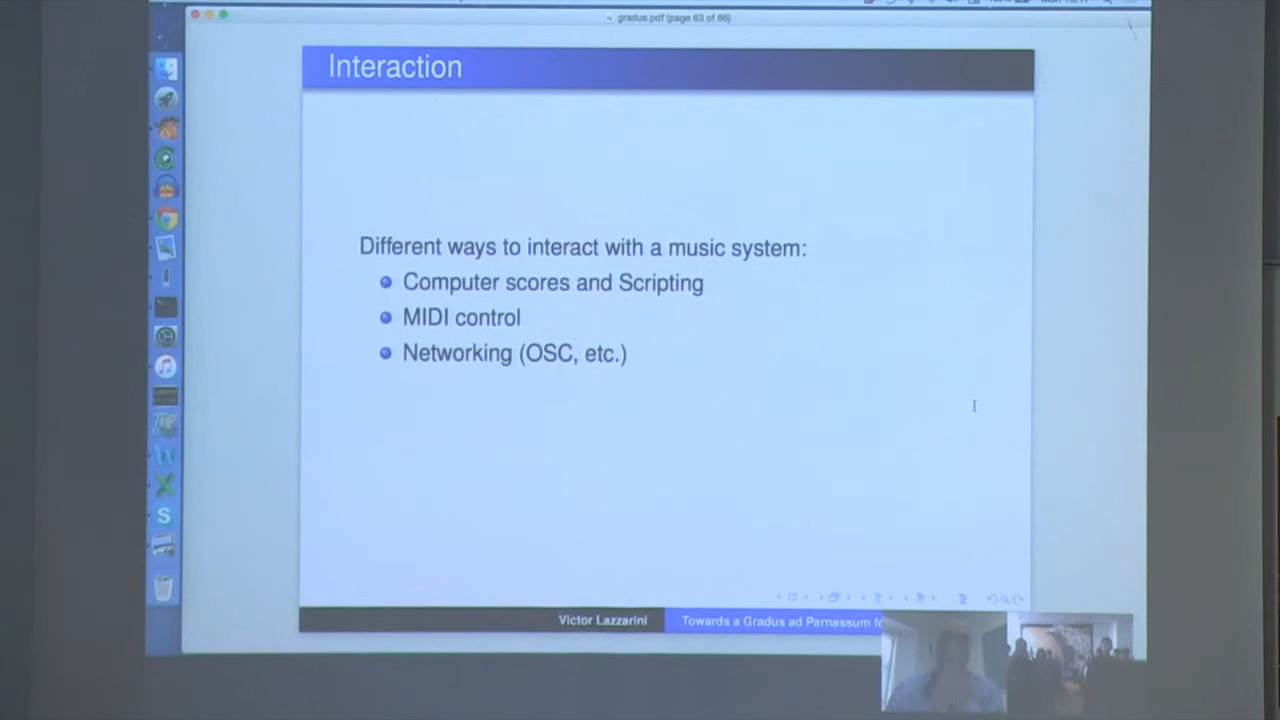 gradus.pdf (page 63 of 86)
Interaction
Different ways to interact with a music system:
Computer scores and Scripting
MIDI control
Networking (OSC, etc.)
Victor Lazzarini
Towards a Gradus ad Parnassum fo